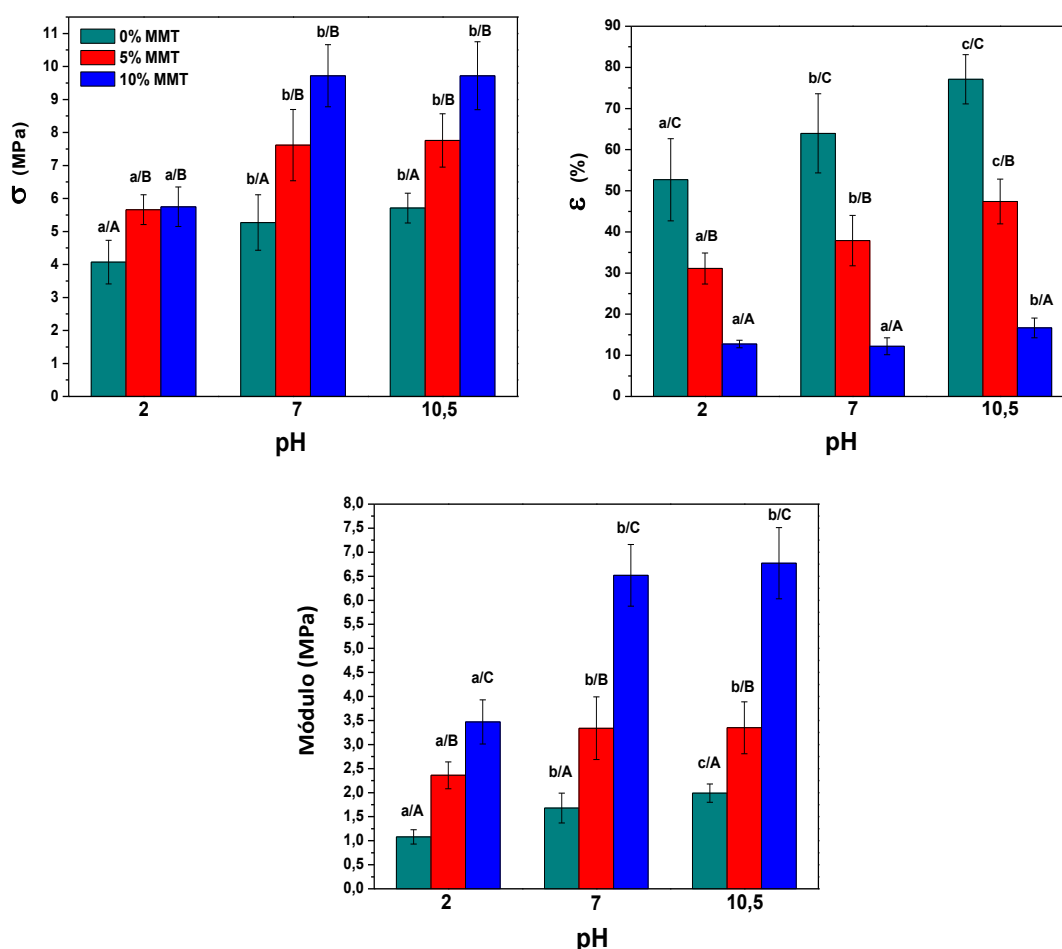 11
10
9
8
7
6
5
4
3
2
1
0
σ (MPa)
0% MMT
5% MMT
10% MMT
a/A
a/B
a/B
b/A
b/B
b/B
b/A
b/B
b/B
2
7
10,5
pH
90
80
70
60
50
40
30
20
10
0
ε (%)
a/C
a/B
a/A
b/C
b/B
a/A
c/C
c/B
b/A
2
7
10,5
pH
8,0
7,5
7,0
6,5
6,0
5,5
5,0
4,5
4,0
3,5
3,0
2,5
2,0
1,5
1,0
0,5
0,0
Módulo (MPa)
a/A
a/B
a/C
b/A
b/B
b/C
c/A
b/B
b/C
2
7
10,5
pH